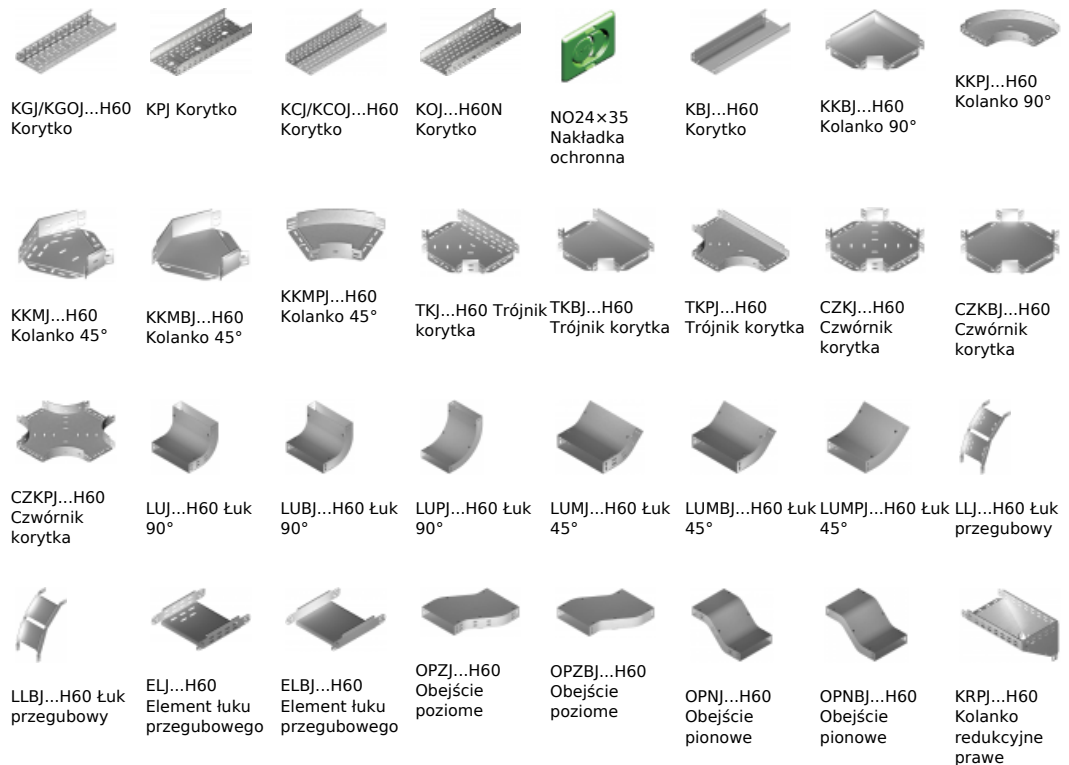 KGJ/KGOJ...H60
Korytko
KPJ Korytko
KCJ/KCOJ...H60
Korytko
KOJ...H60N
Korytko
NO24×35
Nakładka
ochronna
KBJ...H60
Korytko
KKBJ...H60
Kolanko 90°
KKPJ...H60
Kolanko 90°
KKMJ...H60
Kolanko 45°
KKMBJ...H60
Kolanko 45°
KKMPJ...H60
Kolanko 45°
TKJ...H60 Trójnik
korytka
TKBJ...H60
Trójnik korytka
TKPJ...H60
Trójnik korytka
CZKJ...H60
Czwórnik
korytka
CZKBJ...H60
Czwórnik
korytka
CZKPJ...H60
Czwórnik
korytka
LUJ...H60 Łuk
90°
LUBJ...H60 Łuk
90°
LUPJ...H60 Łuk
90°
LUMJ...H60 Łuk
45°
LUMBJ...H60 Łuk
45°
LUMPJ...H60 Łuk
45°
LLJ...H60 Łuk
przegubowy
LLBJ...H60 Łuk
przegubowy
ELJ...H60
Element łuku
przegubowego
ELBJ...H60
Element łuku
przegubowego
OPZJ...H60
Obejście
poziome
OPZBJ...H60
Obejście
poziome
OPNJ...H60
Obejście
pionowe
OPNBJ...H60
Obejście
pionowe
KRPJ...H60
Kolanko
redukcyjne
prawe